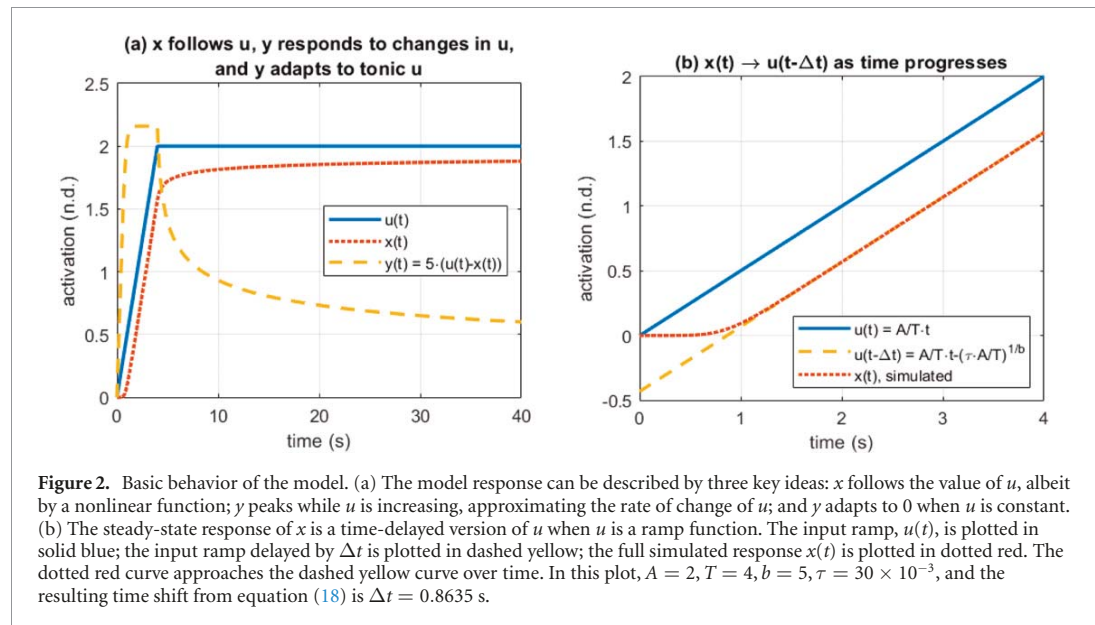 (a) x follows u, y responds to changes in u,
and y adapts to tonic u
2.5
2
1.5
1
0.5
0
activation (n.d.)
u(t)
x(t)
y(t) = 5·(u(t)-x(t))
0 10 20 30 40
time (s)
(b) x(t) → u(t-Δt) as time progresses
2
1.5
1
0.5
0
-0.5
activation (n.d.)
u(t) = A/T·t
u(t-Δt) = A/T·t-(τ·A/T)^{1/b}
x(t), simulated
0 1 2 3 4
time (s)
Figure 2. Basic behavior of the model. (a) The model response can be described by three key ideas: x follows the value of u, albeit
by a nonlinear function; y peaks while u is increasing, approximating the rate of change of u; and y adapts to 0 when u is constant.
(b) The steady-state response of x is a time-delayed version of u when u is a ramp function. The input ramp, u(t), is plotted in
solid blue; the input ramp delayed by Δt is plotted in dashed yellow; the full simulated response x(t) is plotted in dotted red. The
dotted red curve approaches the dashed yellow curve over time. In this plot, A = 2, T = 4, b = 5, τ = 30 × 10⁻³, and the
resulting time shift from equation (18) is Δt = 0.8635 s.